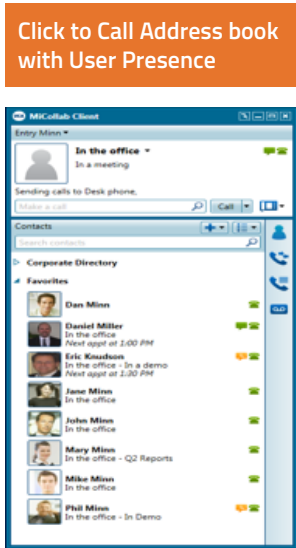 Click to Call Address book
with User Presence
MiCollab Client
Entry Minn
In the office
In a meeting
Sending calls to Desk phone,
Make a call
Call
Contacts
Search contacts
Corporate Directory
Favorites
Dan Minn
Daniel Miller
In the office
Next appt at 1:00 PM
Eric Knudson
In the office - In a demo
Next appt at 1:30 PM
Jane Minn
In the office
John Minn
In the office
Mary Minn
In the office - Q2 Reports
Mike Minn
In the office
Phil Minn
In the office - In Demo